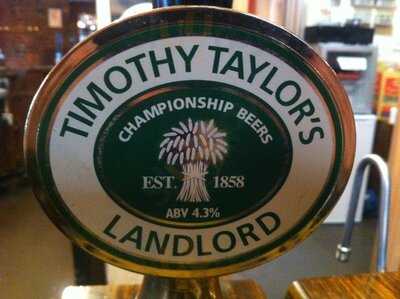 TIMOTHY TAYLOR'S
CHAMPIONSHIP BEERS
EST. 1858
ABV 4.3%
LANDLORD